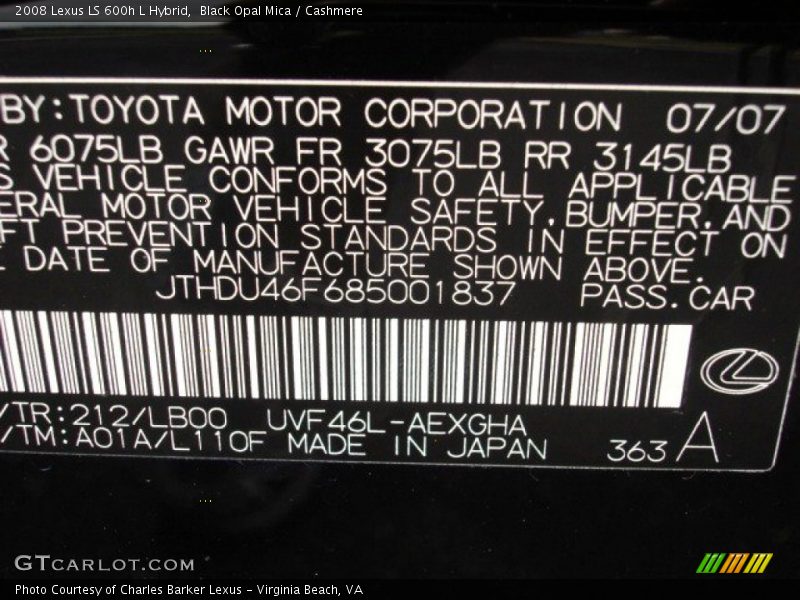 2008 Lexus LS 600h L Hybrid,  Black Opal Mica / Cashmere
BY:TOYOTA MOTOR CORPORATION 07/07
R 6075LB GAWR FR 3075LB RR 3145LB
S VEHICLE CONFORMS TO ALL APPLICABLE
ERAL MOTOR VEHICLE SAFETY,BUMPER,AND
FT PREVENTION STANDARDS IN EFFECT ON
E DATE OF MANUFACTURE SHOWN ABOVE.
JTHDU46F685001837 PASS.CAR
/TR:212/LB00 UVF46L-AEXGHA
/TM:A01A/L110F MADE IN JAPAN 363 A
GTCARLOT.COM
Photo Courtesy of Charles Barker Lexus - Virginia Beach, VA